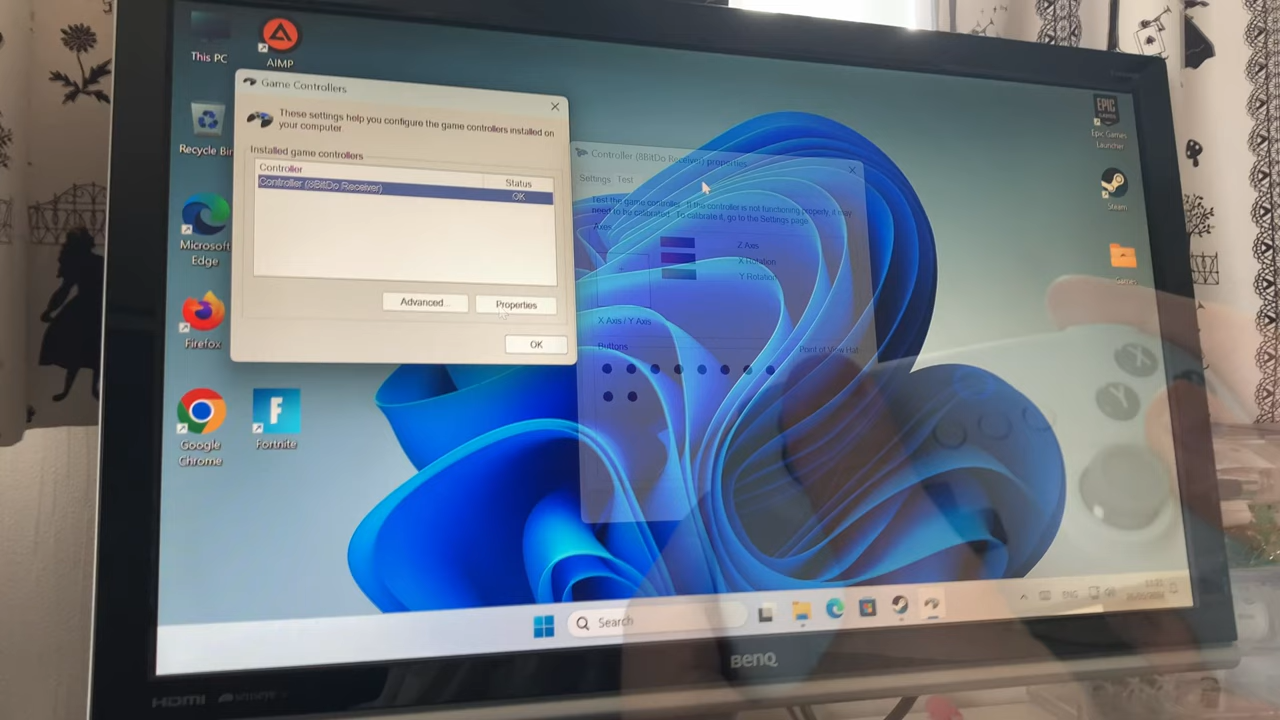 This PC
AIMP
Recycle Bin
Microsoft
Edge
Firefox
Google
Chrome
Fortnite
Game Controllers
These settings help you configure the game controllers installed on
your computer
Installed game controllers
Controller
Status
Controller (8BitDo Receiver)
OK
Advanced...
Properties
OK
Controller (8BitDo Receiver) properties
Settings Test
Test the game controller. If the controller is not functioning properly, it may
need to be calibrated. To calibrate it, go to the Settings page.
Axes
Z Axis
X Rotation
Y Rotation
X Axis / Y Axis
Buttons
Point of View Hat
EPIC
GAMES
Epic Games
Launcher
Steam
Games
X
Y
Search
ENG
BenQ
HDMI